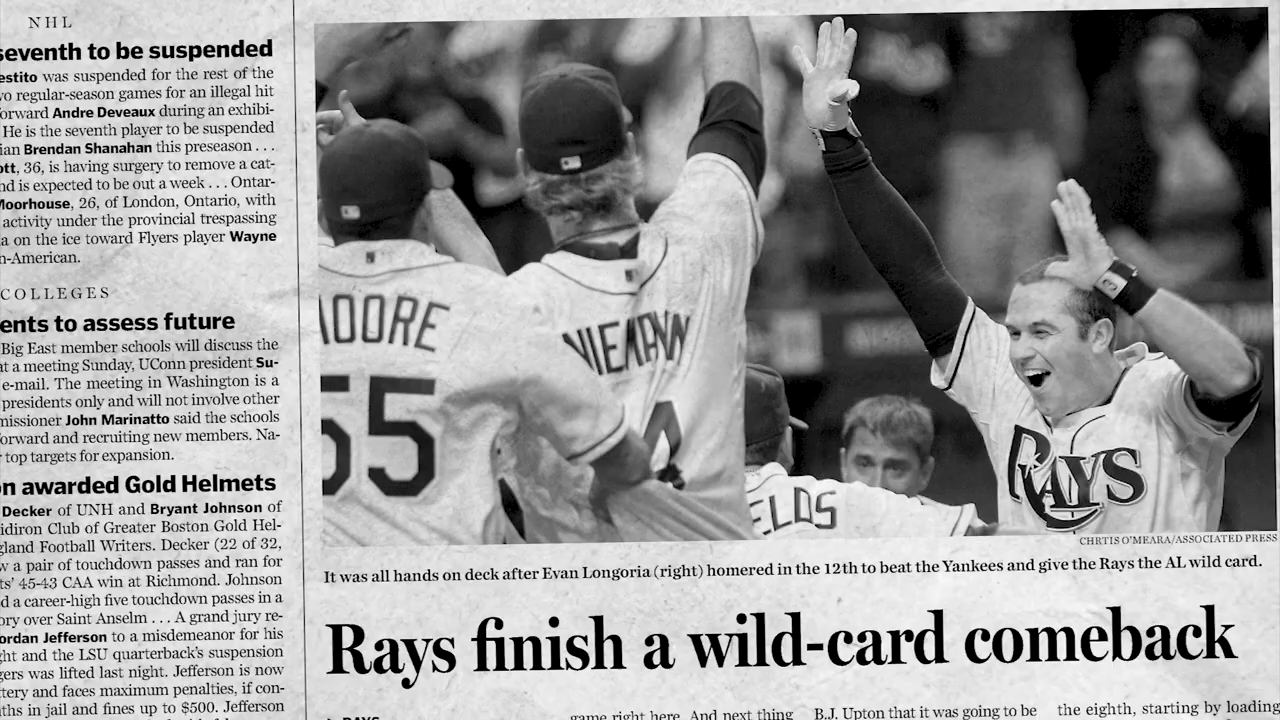 NHL
seventh to be suspended
estito was suspended for the rest of the
vo regular-season games for an illegal hit
orward Andre Deveaux during an exhibi-
He is the seventh player to be suspended
ian Brendan Shanahan this preseason . . .
ott, 36, is having surgery to remove a cat-
nd is expected to be out a week . . . Ontar-
Moorhouse, 26, of London, Ontario, with
activity under the provincial trespassing
a on the ice toward Flyers player Wayne
n-American.
COLLEGES
ents to assess future
Big East member schools will discuss the
at a meeting Sunday, UConn president Su-
e-mail. The meeting in Washington is a
presidents only and will not involve other
missioner John Marinatto said the schools
orward and recruiting new members. Na-
r top targets for expansion.
on awarded Gold Helmets
Decker of UNH and Bryant Johnson of
idiron Club of Greater Boston Gold Hel-
gland Football Writers. Decker (22 of 32,
w a pair of touchdown passes and ran for
ts' 45-43 CAA win at Richmond. Johnson
d a career-high five touchdown passes in a
ory over Saint Anselm . . . A grand jury re-
ordan Jefferson to a misdemeanor for his
ght and the LSU quarterback's suspension
gers was lifted last night. Jefferson is now
ttery and faces maximum penalties, if con-
ths in jail and fines up to $500. Jefferson
MOORE
55
NIEMANN
ELDS
RAYS
CHRTIS O'MEARA/ASSOCIATED PRESS
It was all hands on deck after Evan Longoria (right) homered in the 12th to beat the Yankees and give the Rays the AL wild card.
Rays finish a wild-card comeback
RAYS
game right here. And next thing
B.J. Upton that it was going to be
the eighth, starting by loading